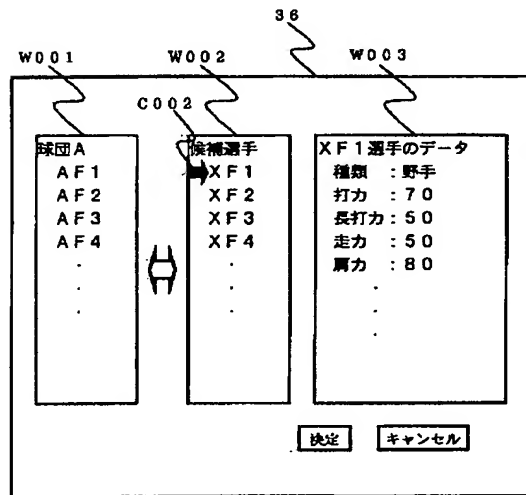 ３６
Ｗ００１
Ｗ００２
Ｗ００３
Ｃ００２
球団Ａ
ＡＦ１
ＡＦ２
ＡＦ３
ＡＦ４
・
・
・
候補選手
ＸＦ１
ＸＦ２
ＸＦ３
ＸＦ４
・
・
・
ＸＦ１選手のデータ
種類　：野手
打力　：７０
長打力：５０
走力　：５０
肩力　：８０
・
・
・
決定
キャンセル